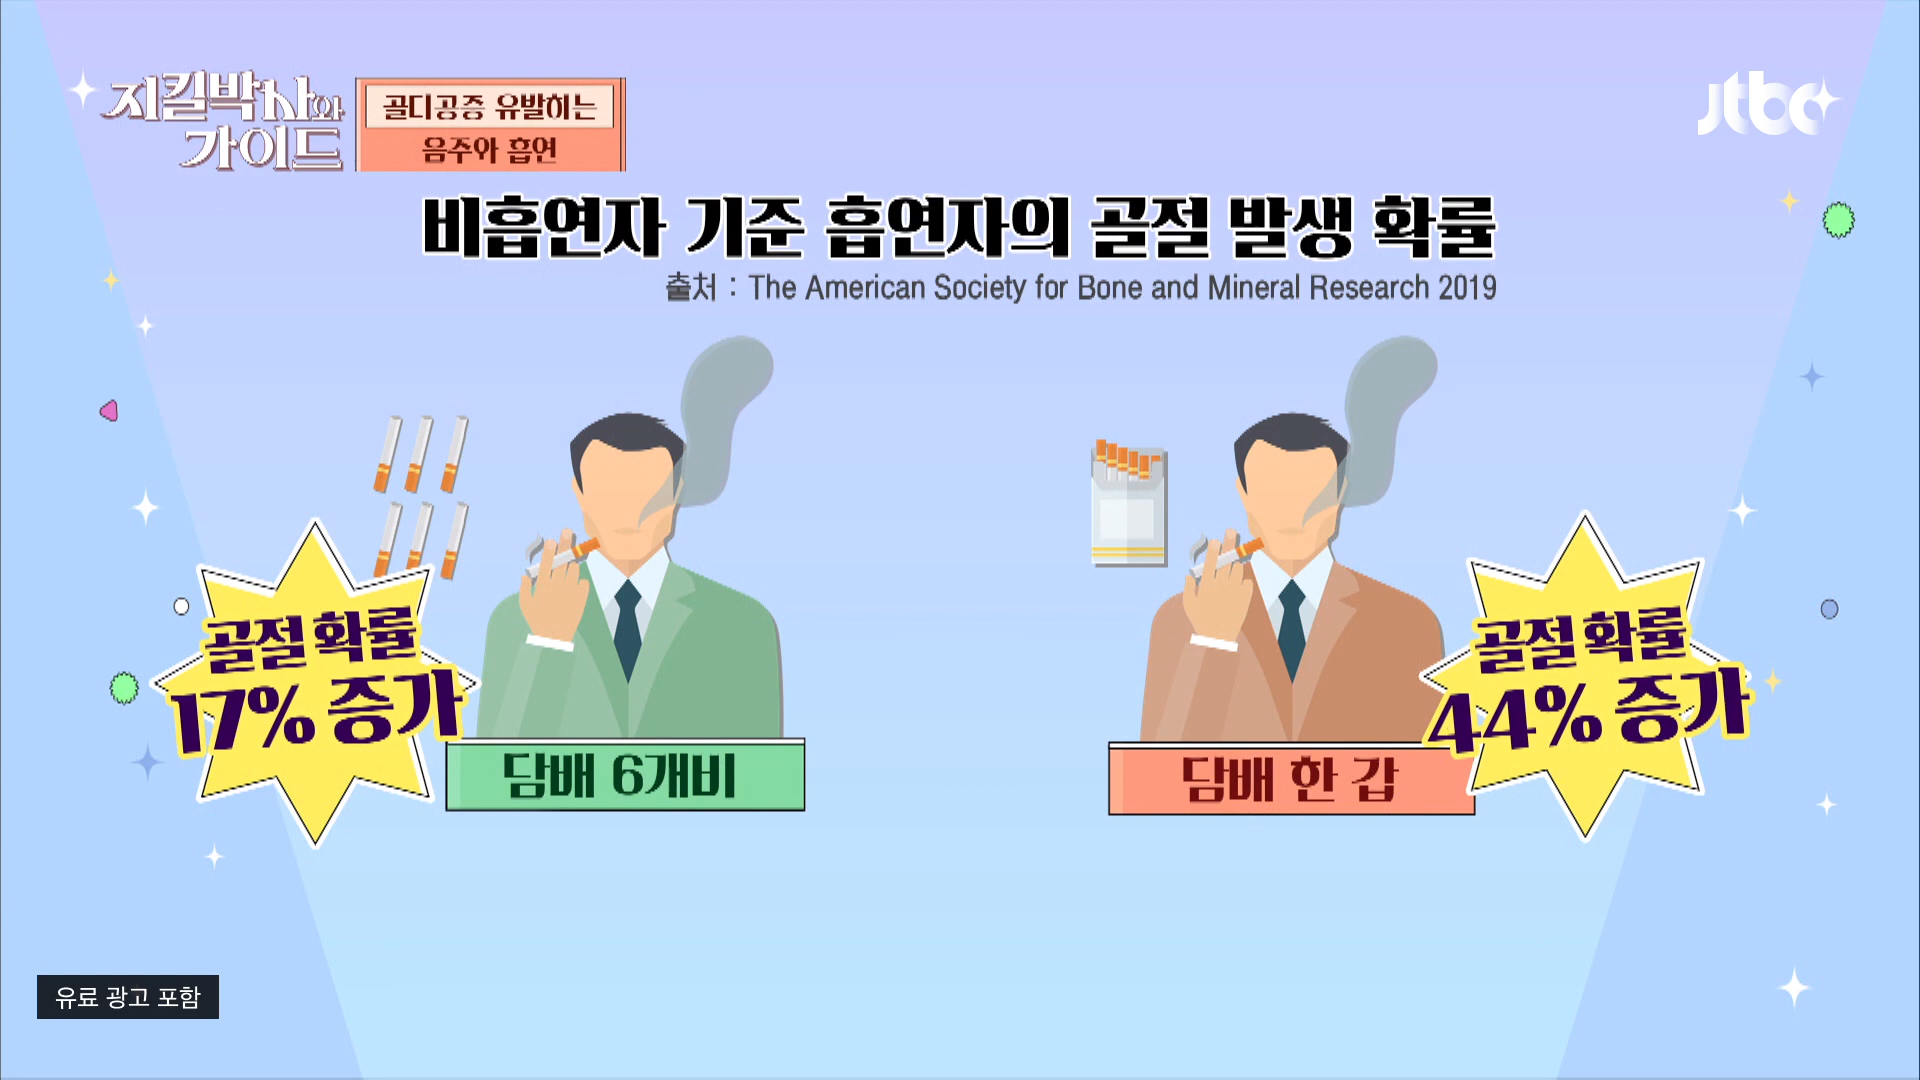 지킬박사와
가이드
골다공증 유발하는
음주와 흡연
jtbc
비흡연자 기준 흡연자의 골절 발생 확률
출처 : The American Society for Bone and Mineral Research 2019
골절 확률
17% 증가
담배 6개비
골절 확률
44% 증가
담배 한 갑
유료 광고 포함